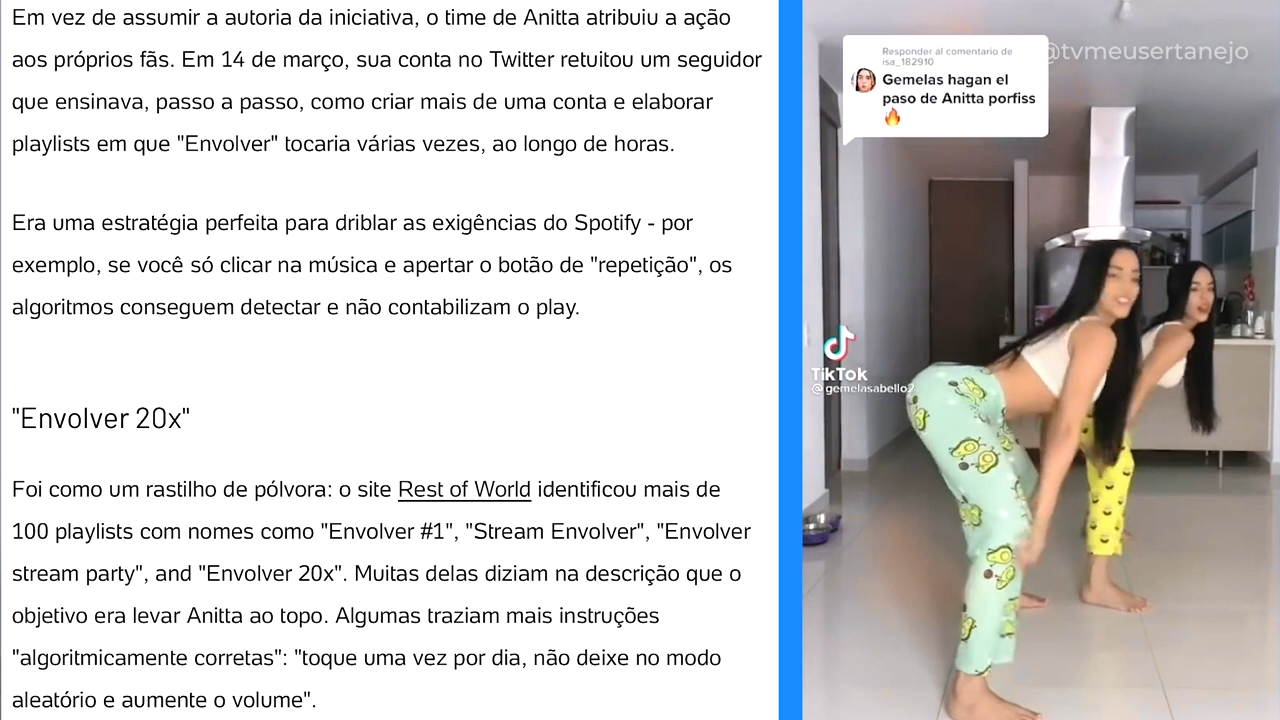 Em vez de assumir a autoria da iniciativa, o time de Anitta atribuiu a ação
aos próprios fãs. Em 14 de março, sua conta no Twitter retuitou um seguidor
que ensinava, passo a passo, como criar mais de uma conta e elaborar
playlists em que "Envolver" tocaria várias vezes, ao longo de horas.
Era uma estratégia perfeita para driblar as exigências do Spotify - por
exemplo, se você só clicar na música e apertar o botão de "repetição", os
algoritmos conseguem detectar e não contabilizam o play.
"Envolver 20x"
Foi como um rastilho de pólvora: o site Rest of World identificou mais de
100 playlists com nomes como "Envolver #1", "Stream Envolver", "Envolver
stream party", and "Envolver 20x". Muitas delas diziam na descrição que o
objetivo era levar Anitta ao topo. Algumas traziam mais instruções
"algoritmicamente corretas": "toque uma vez por dia, não deixe no modo
aleatório e aumente o volume".
@tvmeusertanejo
Responder al comentario de
isa_182910
Gemelas hagan el
paso de Anitta porfiss
🔥
TikTok
@gemelasabello2